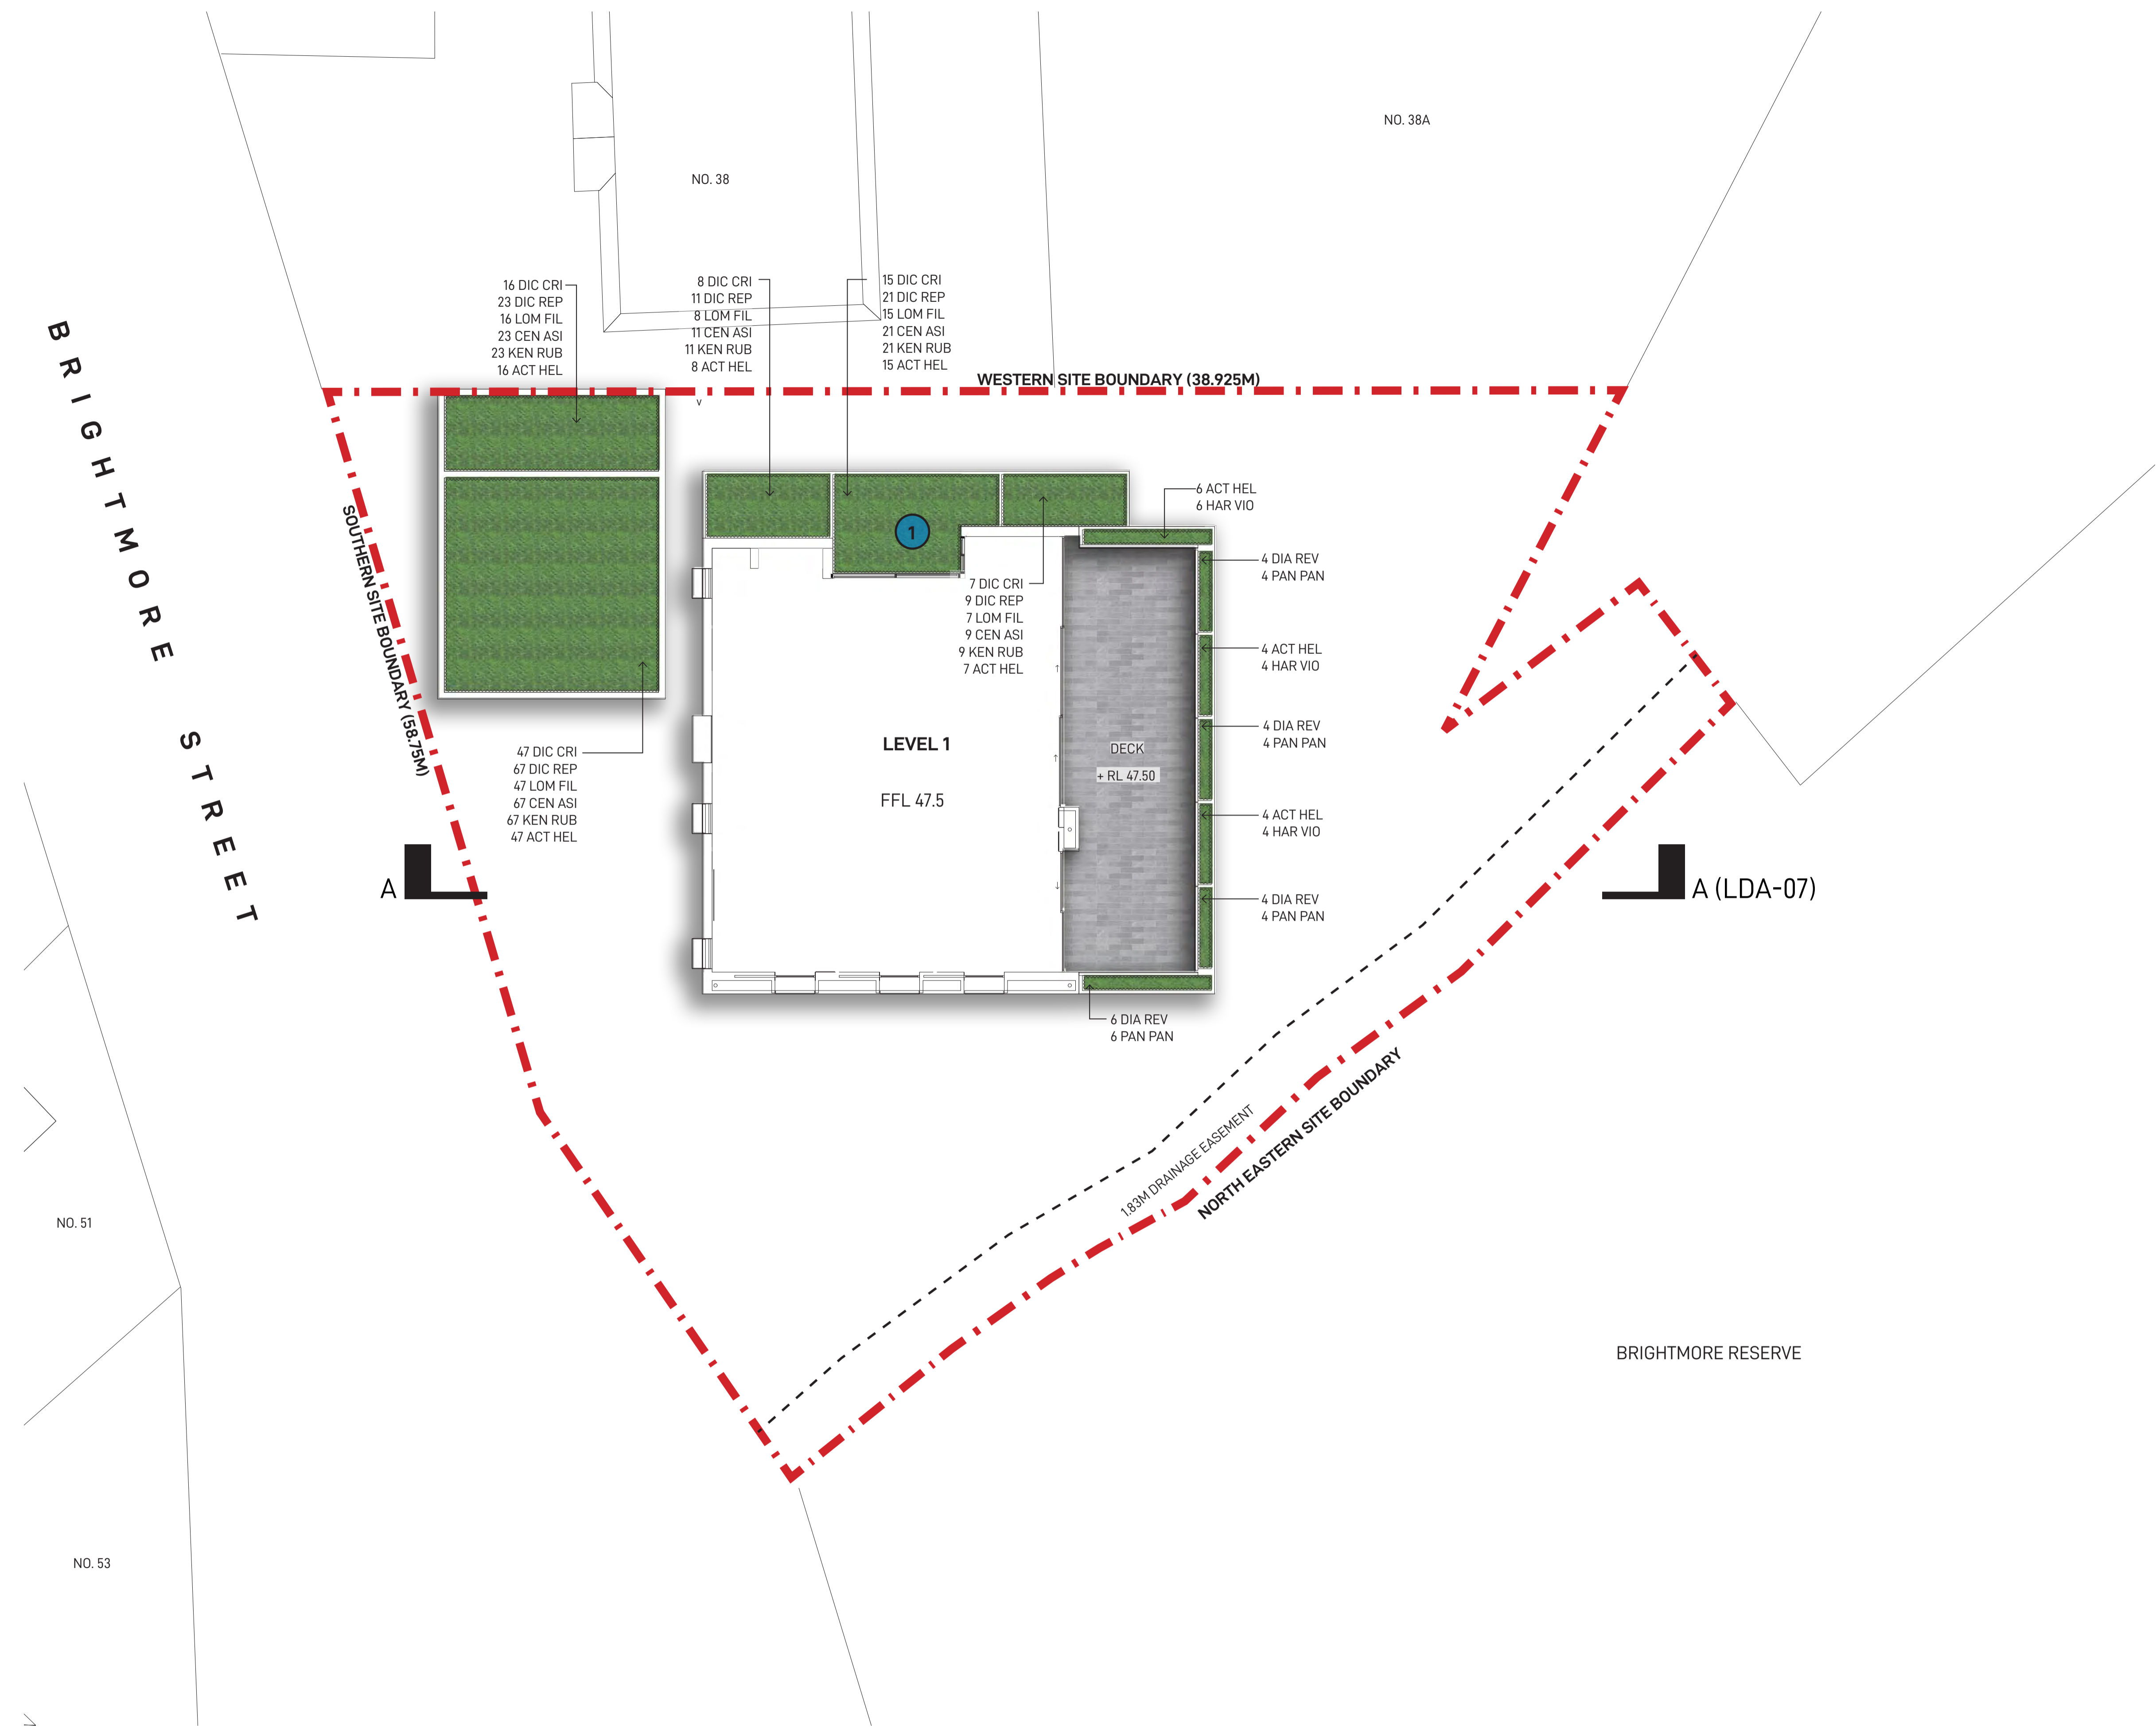 NO. 38A
NO. 38
16 DIC CRI
23 DIC REP
16 LOM FIL
23 CEN ASI
23 KEN RUB
16 ACT HEL
8 DIC CRI
11 DIC REP
8 LOM FIL
11 CEN ASI
11 KEN RUB
8 ACT HEL
15 DIC CRI
21 DIC REP
15 LOM FIL
21 CEN ASI
21 KEN RUB
15 ACT HEL
BRIGHTMORE STREET
WESTERN SITE BOUNDARY (38.925M)
v
SOUTHERN SITE BOUNDARY (58.75M)
1
6 ACT HEL
6 HAR VIO
4 DIA REV
4 PAN PAN
7 DIC CRI
9 DIC REP
7 LOM FIL
9 CEN ASI
9 KEN RUB
7 ACT HEL
4 ACT HEL
4 HAR VIO
4 DIA REV
4 PAN PAN
LEVEL 1
FFL 47.5
DECK
+ RL 47.50
47 DIC CRI
67 DIC REP
47 LOM FIL
67 CEN ASI
67 KEN RUB
47 ACT HEL
4 ACT HEL
4 HAR VIO
A
A (LDA-07)
4 DIA REV
4 PAN PAN
6 DIA REV
6 PAN PAN
1.83M DRAINAGE EASEMENT
NORTH EASTERN SITE BOUNDARY
NO. 51
BRIGHTMORE RESERVE
NO. 53